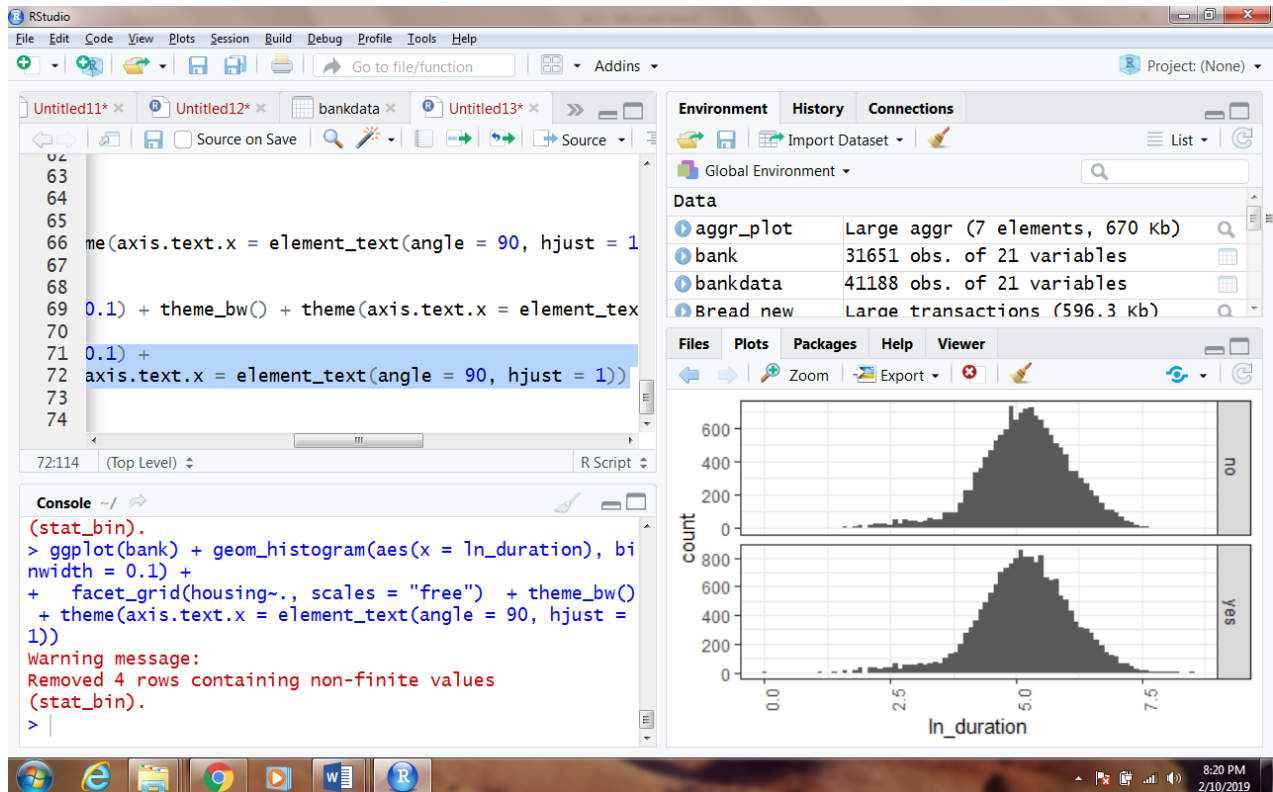 RStudio
File Edit Code View Plots Session Build Debug Profile Tools Help
Go to file/function Addins Project: (None)
Untitled11* Untitled12* bankdata Untitled13*
Source on Save Source
62
63
64
65
66 me(axis.text.x = element_text(angle = 90, hjust = 1
67
68
69 0.1) + theme_bw() + theme(axis.text.x = element_tex
70
71 0.1) +
72 axis.text.x = element_text(angle = 90, hjust = 1))
73
74
72:114 (Top Level) R Script
Console ~/
(stat_bin).
> ggplot(bank) + geom_histogram(aes(x = ln_duration), bi
nwidth = 0.1) +
+ facet_grid(housing~., scales = "free") + theme_bw()
+ theme(axis.text.x = element_text(angle = 90, hjust =
1))
Warning message:
Removed 4 rows containing non-finite values
(stat_bin).
>
Environment History Connections
Import Dataset List
Global Environment
Data
aggr_plot Large aggr (7 elements, 670 Kb)
bank 31651 obs. of 21 variables
bankdata 41188 obs. of 21 variables
Bread new Large transactions (596.3 Kb)
Files Plots Packages Help Viewer
Zoom Export
600
400
200
0
no
count
800
600
400
200
0
yes
0.0 2.5 5.0 7.5
ln_duration
8:20 PM
2/10/2019